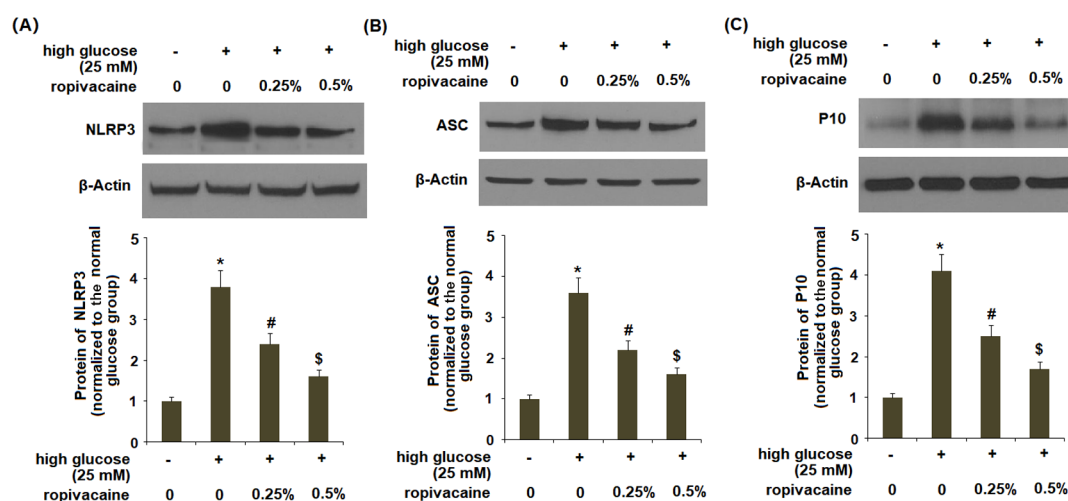 (A)
high glucose - + + +
(25 mM)
ropivacaine 0 0 0.25% 0.5%
NLRP3
β-Actin
Protein of NLRP3
(normalized to the normal
glucose group)
5
4
3
2
1
0
*
#
$
high glucose - + + +
(25 mM)
ropivacaine 0 0 0.25% 0.5%
(B)
high glucose - + + +
(25 mM)
ropivacaine 0 0 0.25% 0.5%
ASC
β-Actin
Protein of ASC
(normalized to the normal
glucose group)
5
4
3
2
1
0
*
#
$
high glucose - + + +
(25 mM)
ropivacaine 0 0 0.25% 0.5%
(C)
high glucose - + + +
(25 mM)
ropivacaine 0 0 0.25% 0.5%
P10
β-Actin
Protein of P10
(normalized to the normal
glucose group)
5
4
3
2
1
0
*
#
$
high glucose - + + +
(25 mM)
ropivacaine 0 0 0.25% 0.5%